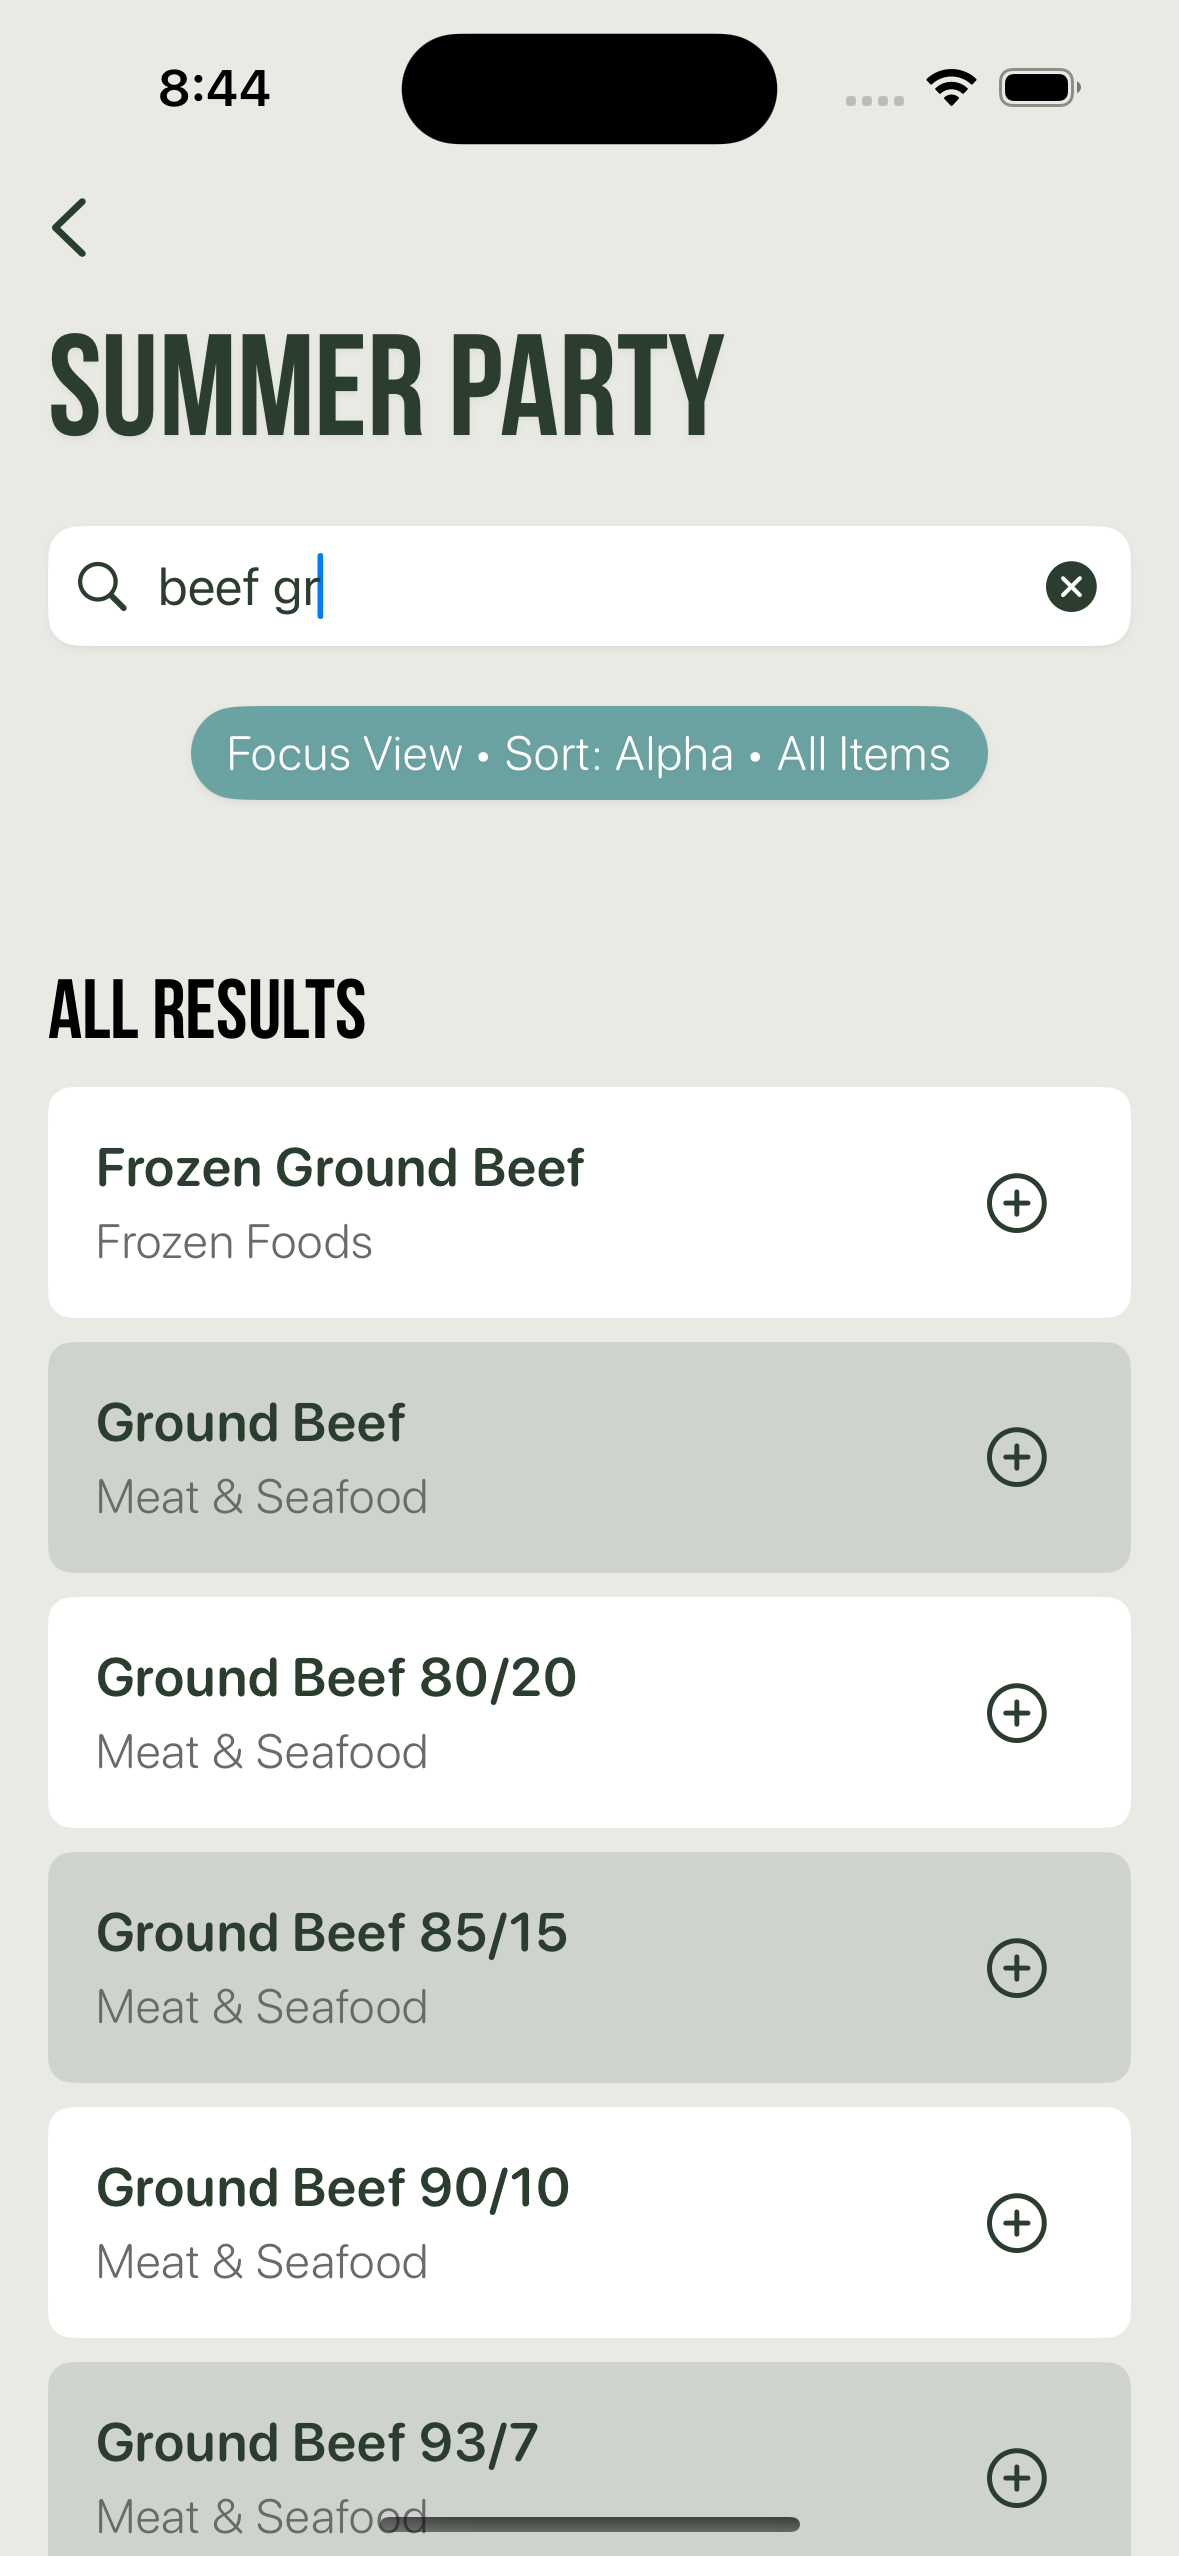 8:44
SUMMER PARTY
beef gr
Focus View • Sort: Alpha • All Items
ALL RESULTS
Frozen Ground Beef
Frozen Foods
Ground Beef
Meat & Seafood
Ground Beef 80/20
Meat & Seafood
Ground Beef 85/15
Meat & Seafood
Ground Beef 90/10
Meat & Seafood
Ground Beef 93/7
Meat & Seafood